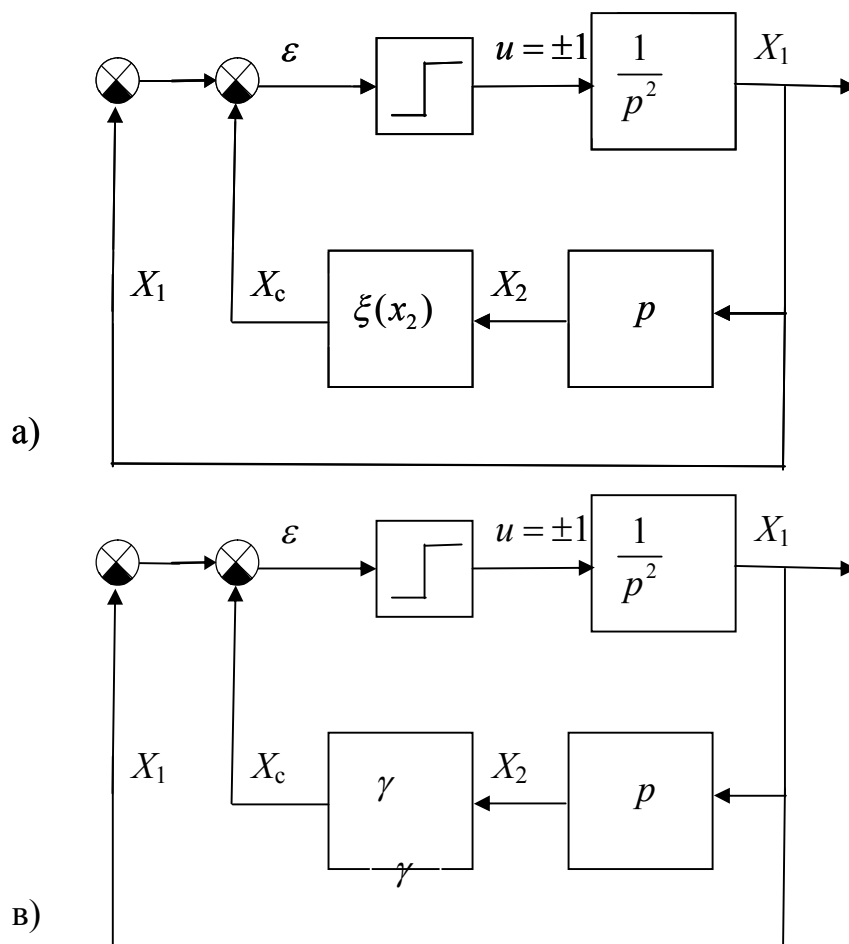 ε u = ±1 1/p² X₁
X₁ X_c ξ(x₂) X₂ p
а)
ε u = ±1 1/p² X₁
X₁ X_c γ X₂ p
γ
в)